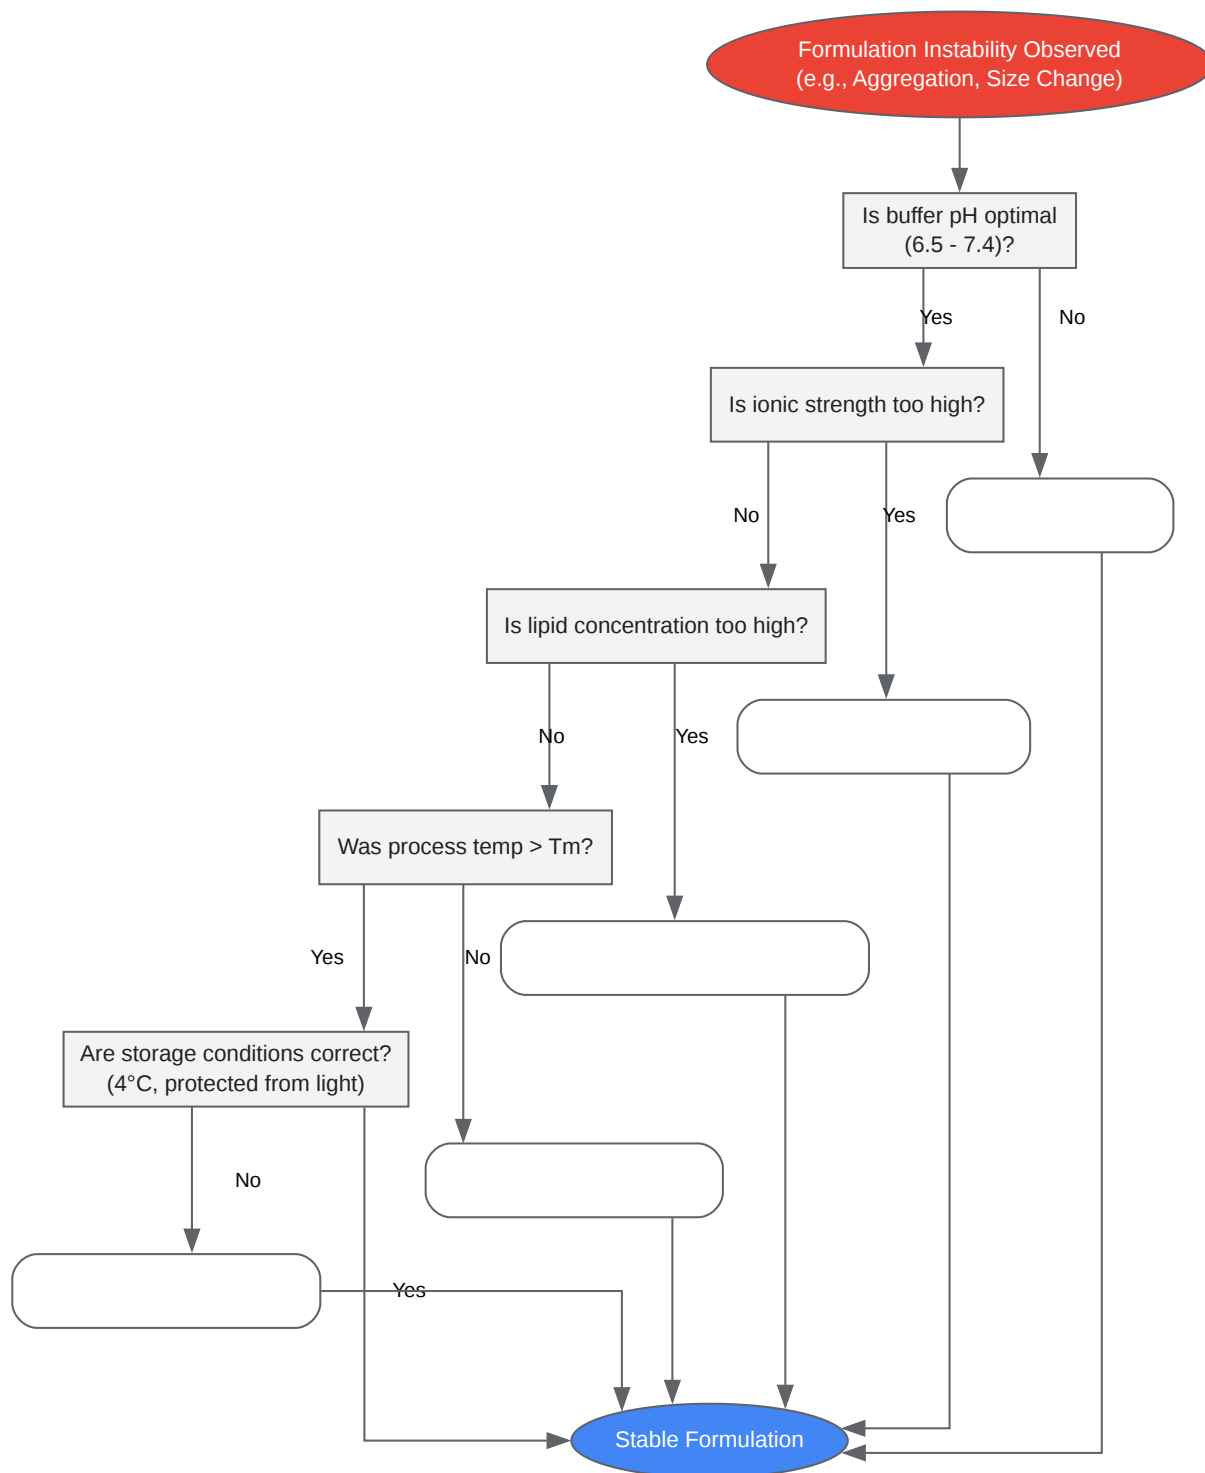 Formulation Instability Observed
(e.g., Aggregation, Size Change)
Is buffer pH optimal
(6.5 - 7.4)?
Yes
No
Is ionic strength too high?
No
Yes
Is lipid concentration too high?
No
Yes
Was process temp > Tm?
Yes
No
Are storage conditions correct?
(4°C, protected from light)
No
Yes
Stable Formulation